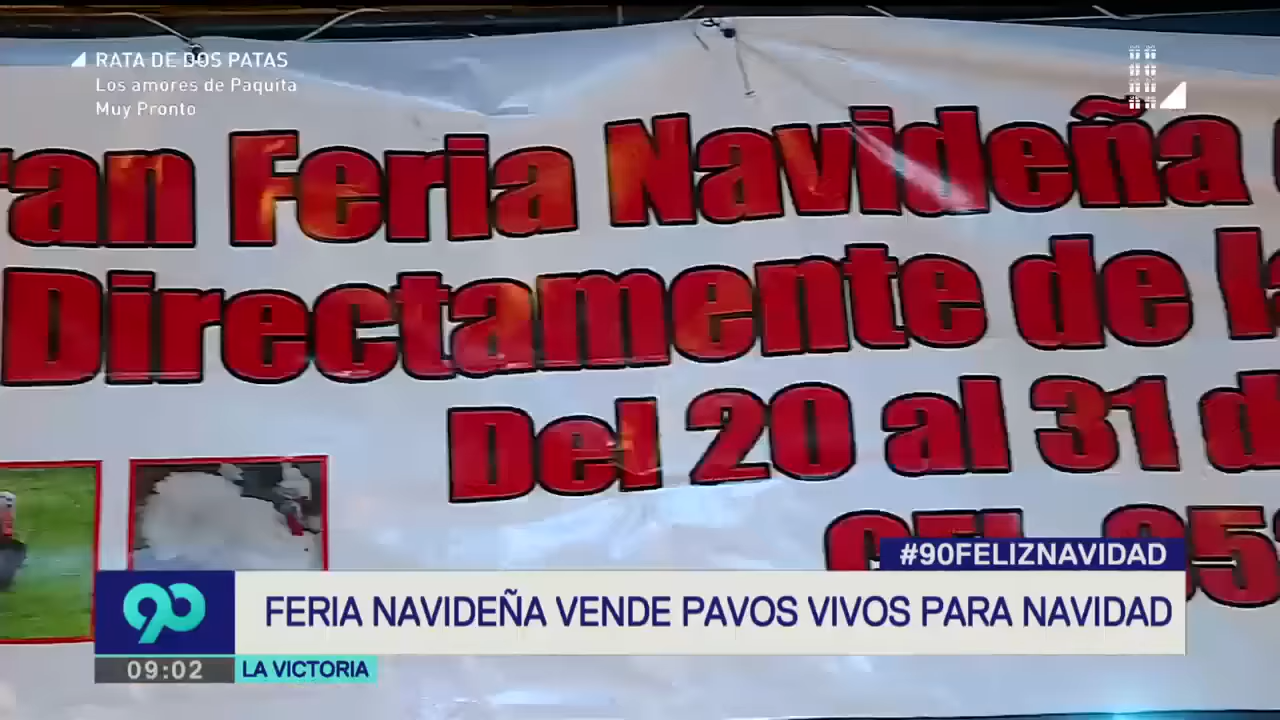 RATA DE DOS PATAS
Los amores de Paquita
Muy Pronto
Feria Navideña
Directamente de
Del 20 al 31
#90FELIZNAVIDAD
90
FERIA NAVIDEÑA VENDE PAVOS VIVOS PARA NAVIDAD
09:02
LA VICTORIA